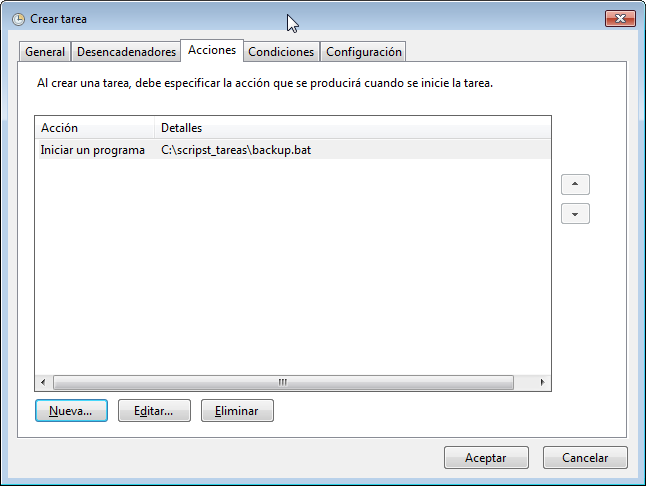 Crear tarea
General Desencadenadores Acciones Condiciones Configuración
Al crear una tarea, debe especificar la acción que se producirá cuando se inicie la tarea.
Acción Detalles
Iniciar un programa C:\scripst_tareas\backup.bat
Nueva... Editar... Eliminar
Aceptar Cancelar